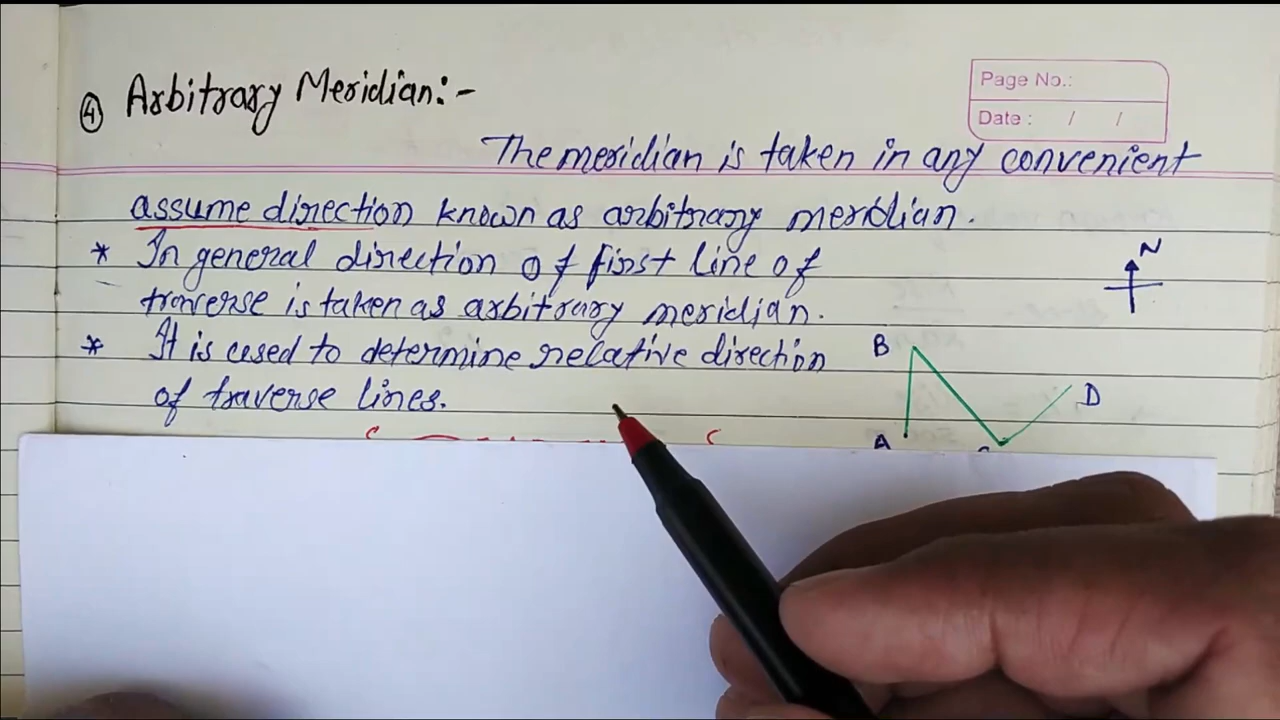 Page No.:
Date : / /
④ Arbitrary Meridian:-
The meridian is taken in any convenient
assume direction known as arbitrary meridian.
* In general direction of first line of
traverse is taken as arbitrary meridian.
* It is used to determine relative direction
of traverse lines.
N
B
D
A